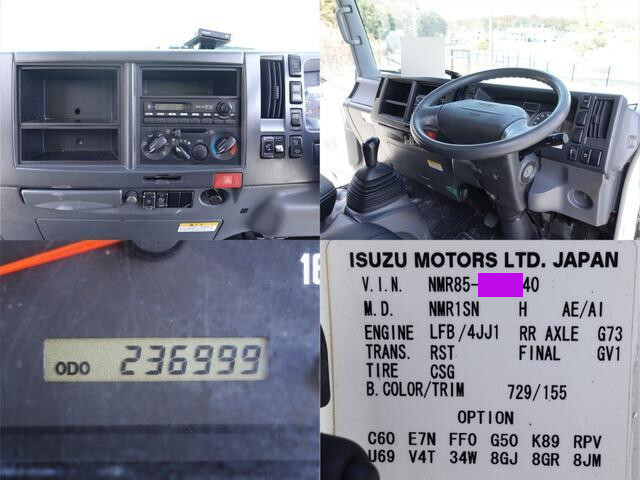 16
ODO 236999
ISUZU MOTORS LTD. JAPAN
V.I.N. NMR85- 40
M.D. NMR1SN H AE/AI
ENGINE LFB/4JJ1 RR AXLE G73
TRANS. RST FINAL GV1
TIRE CSG
B.COLOR/TRIM 729/155
OPTION
C60 E7N FF0 G50 K89 RPV
U69 V4T 34W 8GJ 8GR 8JM